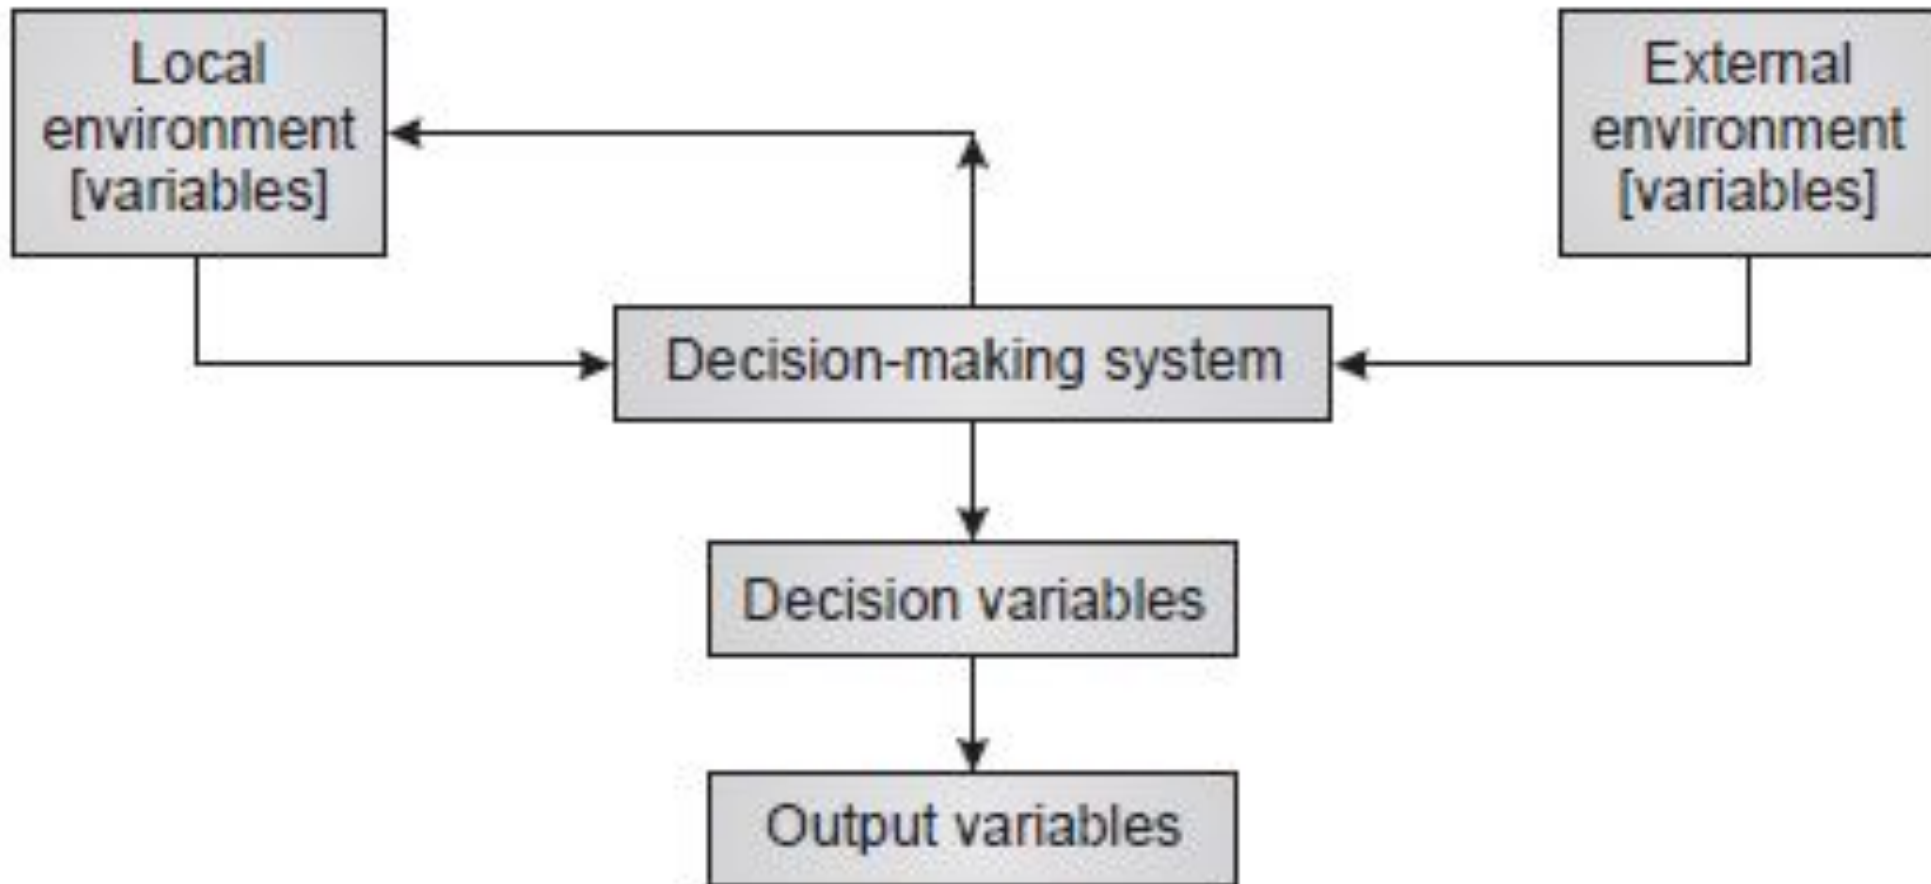 Local
environment
[variables]
External
environment
[variables]
Decision-making system
Decision variables
Output variables